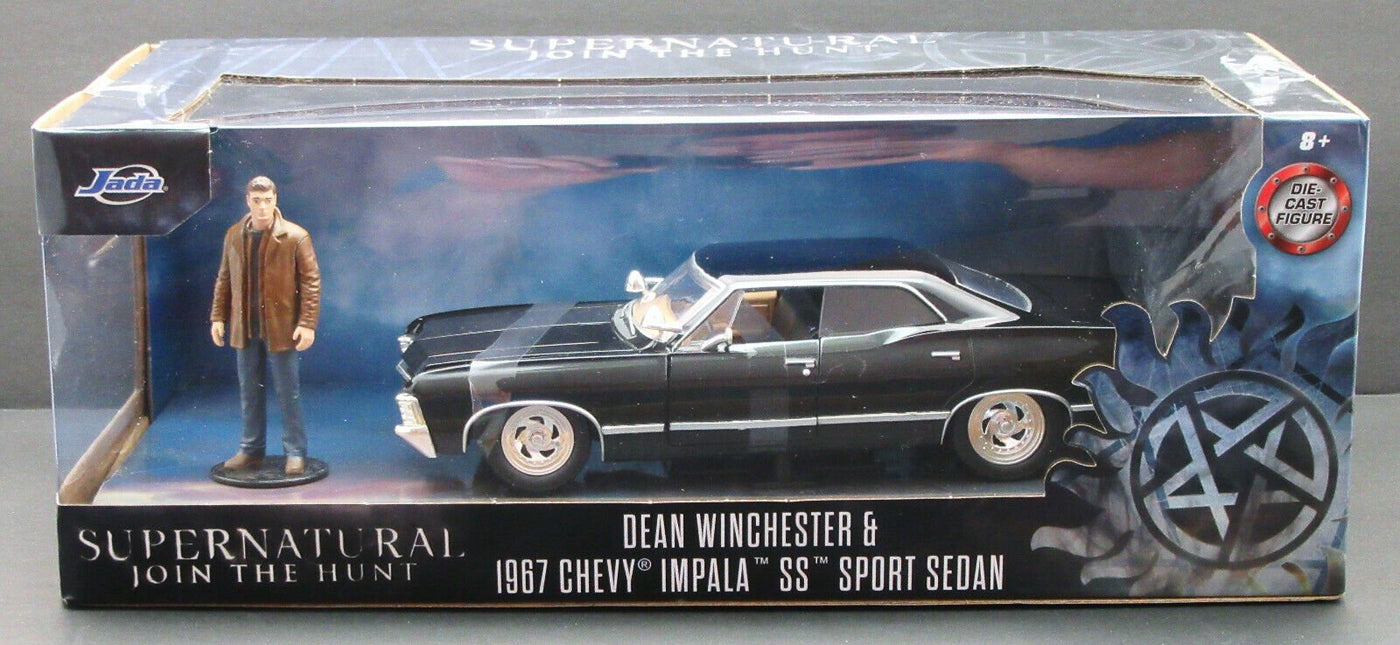 SUPERNATURAL
JOIN THE HUNT
Jada
8+
DIE-
CAST
FIGURE
SUPERNATURAL
JOIN THE HUNT
DEAN WINCHESTER &
1967 CHEVY® IMPALA™ SS™ SPORT SEDAN